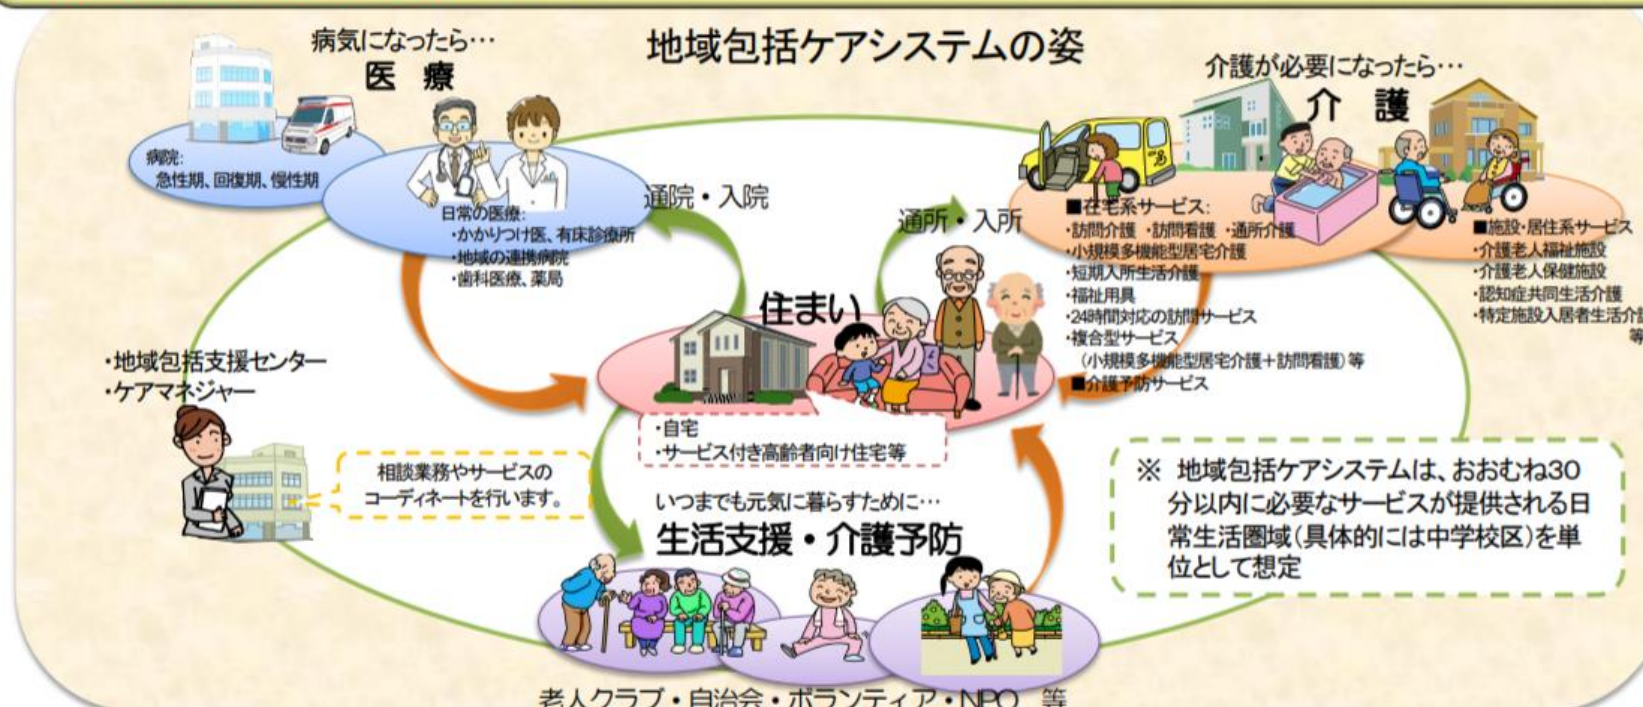 地域包括ケアシステムの姿
病気になったら…
医 療
病院:
急性期、回復期、慢性期
日常の医療:
・かかりつけ医、有床診療所
・地域の連携病院
・歯科医療、薬局
通院・入院
通所・入所
介護が必要になったら…
介 護
■在宅系サービス:
・訪問介護 ・訪問看護 ・通所介護
・小規模多機能型居宅介護
・短期入所生活介護
・福祉用具
・24時間対応の訪問サービス
・複合型サービス
(小規模多機能型居宅介護+訪問看護)等
■介護予防サービス
■施設・居住系サービス
・介護老人福祉施設
・介護老人保健施設
・認知症共同生活介護
・特定施設入居者生活介護
等
住まい
・自宅
・サービス付き高齢者向け住宅等
・地域包括支援センター
・ケアマネジャー
相談業務やサービスの
コーディネートを行います。
いつまでも元気に暮らすために…
生活支援・介護予防
老人クラブ・自治会・ボランティア・NPO 等
※ 地域包括ケアシステムは、おおむね30
分以内に必要なサービスが提供される日
常生活圏域(具体的には中学校区)を単
位として想定